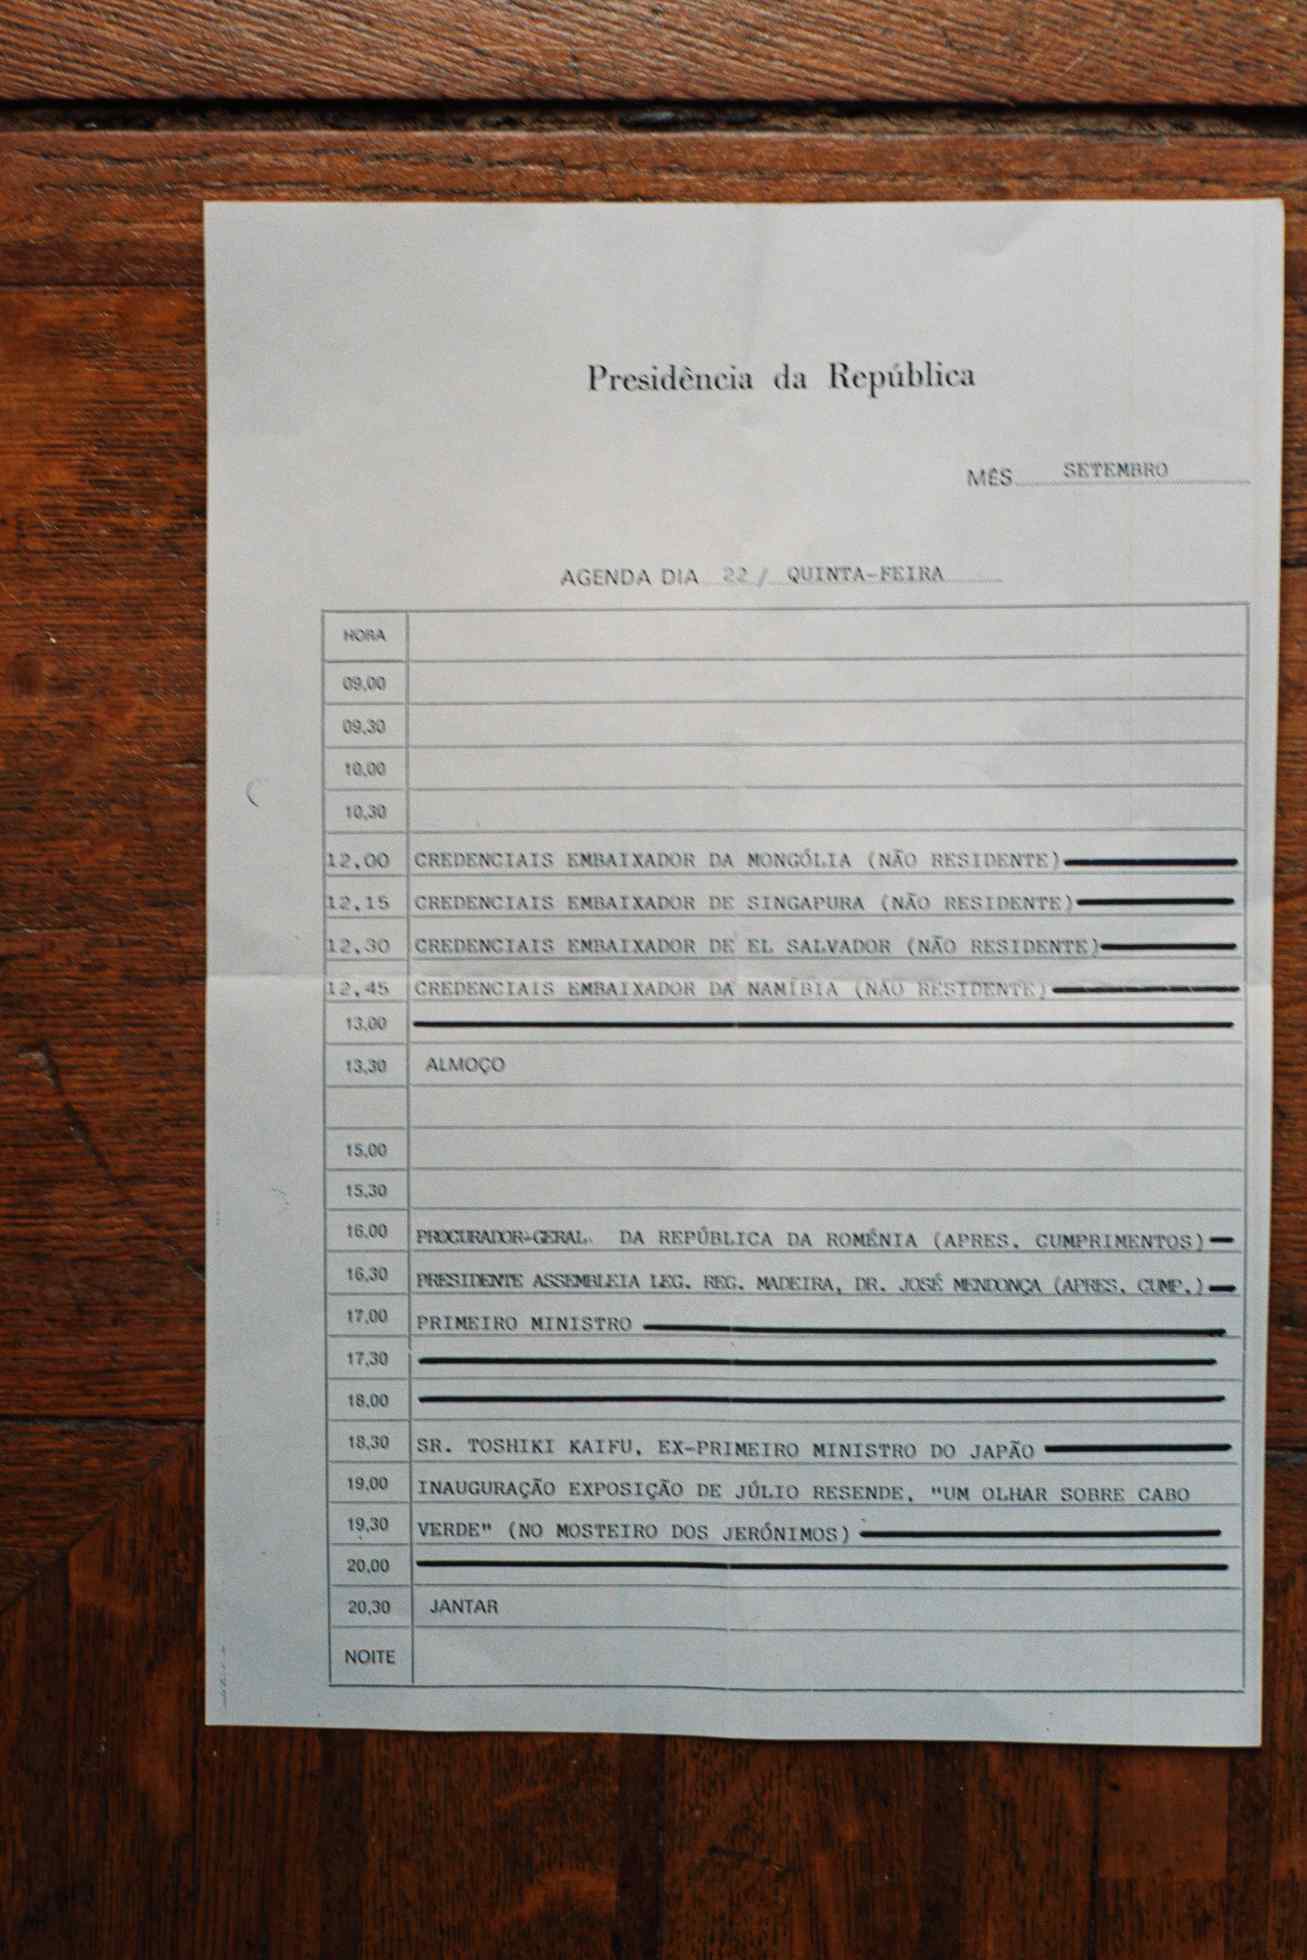 Presidência da República
MÊS SETEMBRO
AGENDA DIA 22 / QUINTA-FEIRA
HORA
09,00
09,30
10,00
10,30
12,00 CREDENCIAIS EMBAIXADOR DA MONGÓLIA (NÃO RESIDENTE)
12,15 CREDENCIAIS EMBAIXADOR DE SINGAPURA (NÃO RESIDENTE)
12,30 CREDENCIAIS EMBAIXADOR DE EL SALVADOR (NÃO RESIDENTE)
12,45 CREDENCIAIS EMBAIXADOR DA NAMÍBIA (NÃO RESIDENTE)
13,00
13,30 ALMOÇO
15,00
15,30
16,00 PROCURADOR-GERAL DA REPÚBLICA DA ROMÉNIA (APRES. CUMPRIMENTOS)
16,30 PRESIDENTE ASSEMBLEIA LEG. REG. MADEIRA, DR. JOSÉ MENDONÇA (APRES. CUMP.)
17,00 PRIMEIRO MINISTRO
17,30
18,00
18,30 SR. TOSHIKI KAIFU, EX-PRIMEIRO MINISTRO DO JAPÃO
19,00 INAUGURAÇÃO EXPOSIÇÃO DE JÚLIO RESENDE, "UM OLHAR SOBRE CABO
19,30 VERDE" (NO MOSTEIRO DOS JERÓNIMOS)
20,00
20,30 JANTAR
NOITE